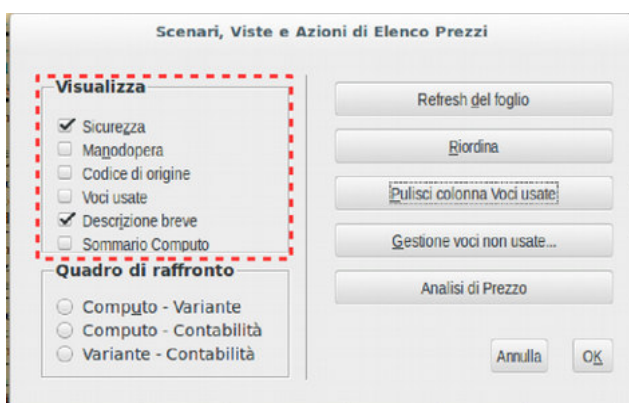 Scenari, Viste e Azioni di Elenco Prezzi
Visualizza
Sicurezza
Manodopera
Codice di origine
Voci usate
Descrizione breve
Sommario Computo
Quadro di raffronto
Computo - Variante
Computo - Contabilità
Variante - Contabilità
Refresh del foglio
Riordina
Pulisci colonna Voci usate
Gestione voci non usate...
Analisi di Prezzo
Annulla
OK